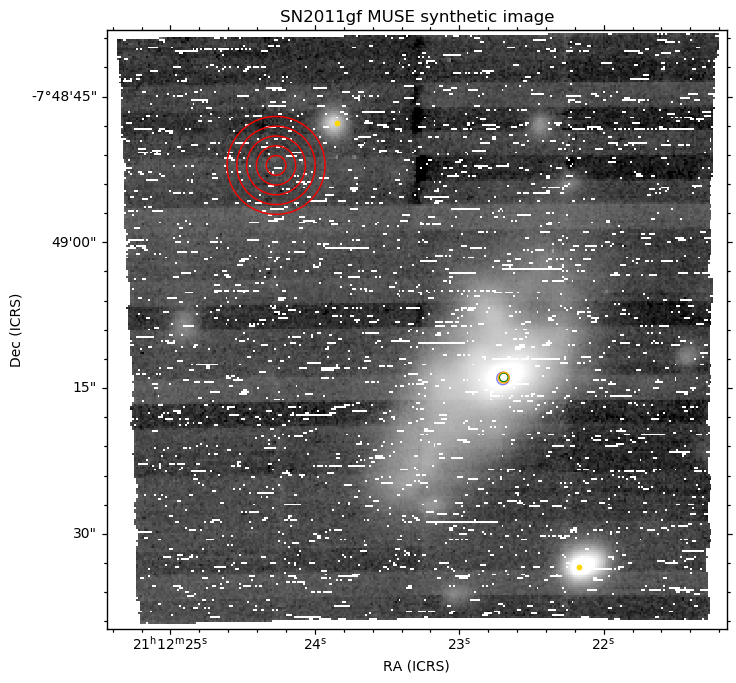 SN2011gf MUSE synthetic image
-7°48'45"
49'00"
15"
30"
21ʰ12ᵐ25ˢ 24ˢ 23ˢ 22ˢ
RA (ICRS)
Dec (ICRS)